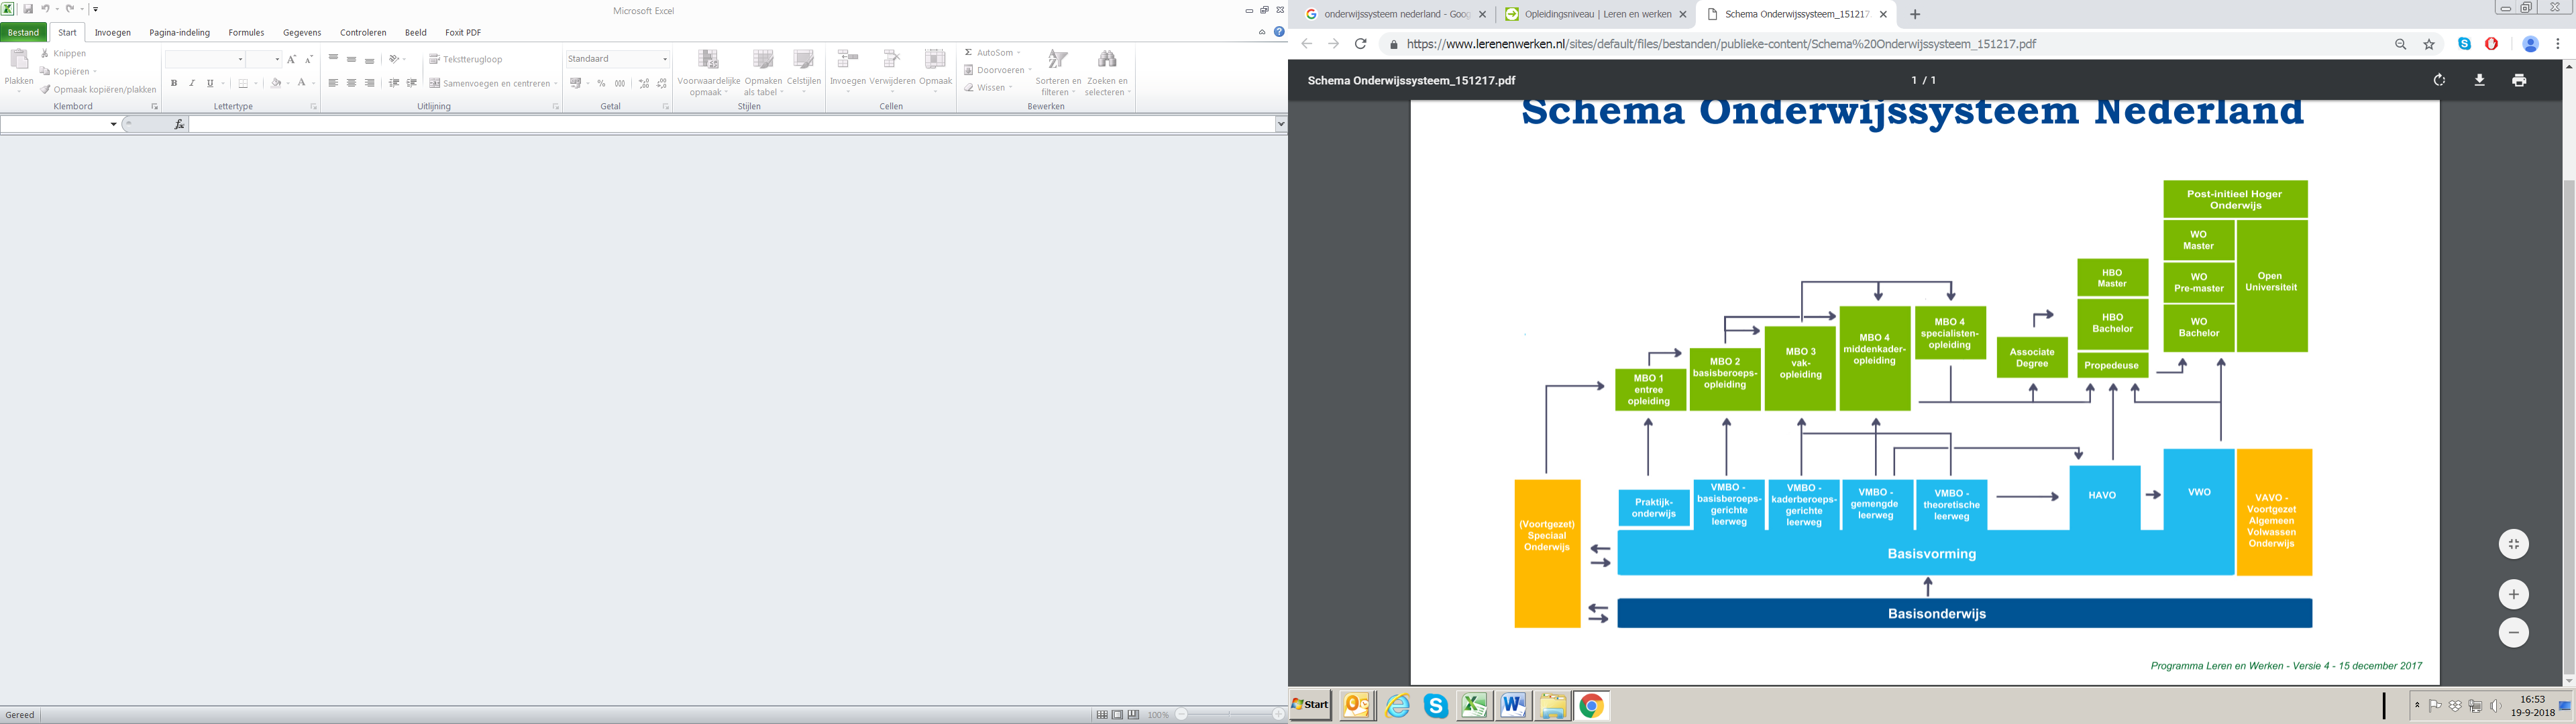 Microsoft Excel
Bestand Start Invoegen Pagina-indeling Formules Gegevens Controleren Beeld Foxit PDF
Plakken
Knippen
Kopiëren
Opmaak kopiëren/plakken
Klembord
B I U
A A
A
Lettertype
Tekstterugloop
Samenvoegen en centreren
Uitlijning
Standaard
% 000
Getal
Voorwaardelijke opmaak
Opmaken als tabel
Celstijlen
Stijlen
Invoegen Verwijderen Opmaak
Cellen
Σ AutoSom
Doorvoeren
Wissen
Sorteren en filteren
Zoeken en selecteren
Bewerken
fx
Gereed
100%
onderwijssysteem nederland - Goog
Opleidingsniveau | Leren en werken
Schema Onderwijssysteem_151217.
https://www.lerenenwerken.nl/sites/default/files/bestanden/publieke-content/Schema%20Onderwijssysteem_151217.pdf
Schema Onderwijssysteem_151217.pdf
1 / 1
Schema Onderwijssysteem Nederland
Post-initieel Hoger
Onderwijs
WO
Master
WO
Pre-master
WO
Bachelor
Open
Universiteit
HBO
Master
HBO
Bachelor
Propedeuse
Associate
Degree
MBO 4
specialisten-
opleiding
MBO 4
middenkader-
opleiding
MBO 3
vak-
opleiding
MBO 2
basisberoeps-
opleiding
MBO 1
entree
opleiding
(Voortgezet)
Speciaal
Onderwijs
Praktijk-
onderwijs
VMBO -
basisberoeps-
gerichte
leerweg
VMBO -
kaderberoeps-
gerichte
leerweg
VMBO -
gemengde
leerweg
VMBO -
theoretische
leerweg
HAVO
VWO
VAVO -
Voortgezet
Algemeen
Volwassen
Onderwijs
Basisvorming
Basisonderwijs
Programma Leren en Werken - Versie 4 - 15 december 2017
Start
16:53
19-9-2018